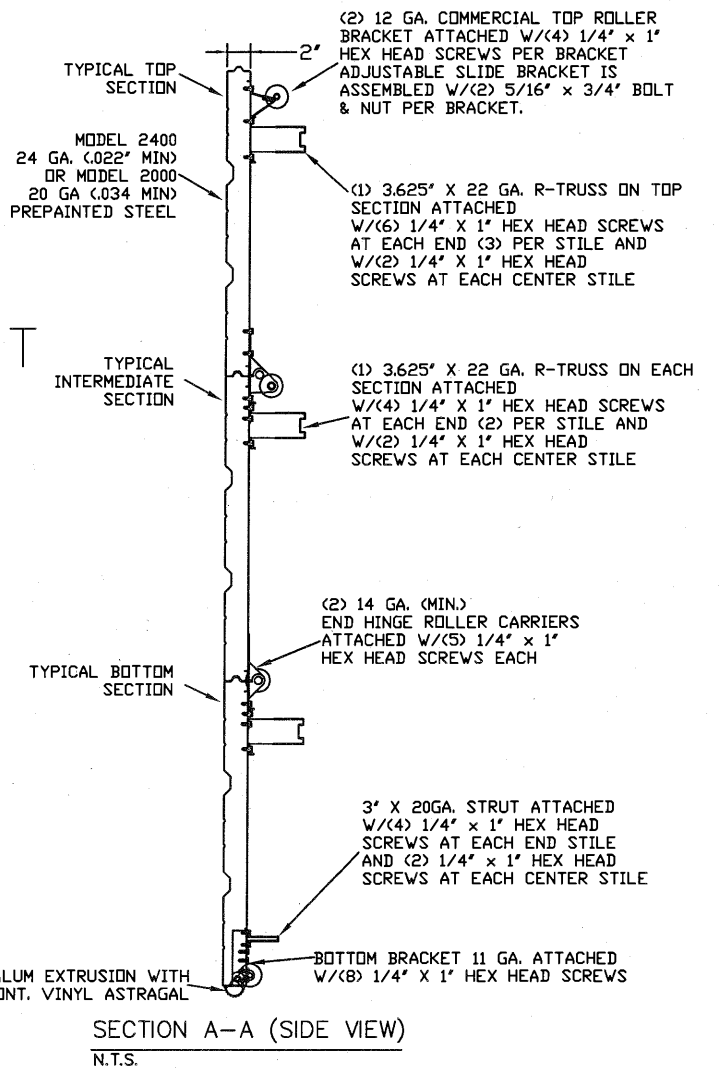 (2) 12 GA. COMMERCIAL TOP ROLLER
BRACKET ATTACHED W/(4) 1/4" x 1"
HEX HEAD SCREWS PER BRACKET
ADJUSTABLE SLIDE BRACKET IS
ASSEMBLED W/(2) 5/16" x 3/4" BOLT
& NUT PER BRACKET.
2"
TYPICAL TOP
SECTION
MODEL 2400
24 GA. (.022" MIN)
OR MODEL 2000
20 GA (.034 MIN)
PREPAINTED STEEL
(1) 3.625" X 22 GA. R-TRUSS ON TOP
SECTION ATTACHED
W/(6) 1/4" X 1" HEX HEAD SCREWS
AT EACH END (3) PER STILE AND
W/(2) 1/4" X 1" HEX HEAD
SCREWS AT EACH CENTER STILE
TYPICAL
INTERMEDIATE
SECTION
(1) 3.625" X 22 GA. R-TRUSS ON EACH
SECTION ATTACHED
W/(4) 1/4" X 1" HEX HEAD SCREWS
AT EACH END (2) PER STILE AND
W/(2) 1/4" X 1" HEX HEAD
SCREWS AT EACH CENTER STILE
(2) 14 GA. (MIN.)
END HINGE ROLLER CARRIERS
ATTACHED W/(5) 1/4" x 1"
HEX HEAD SCREWS EACH
TYPICAL BOTTOM
SECTION
3" X 20GA. STRUT ATTACHED
W/(4) 1/4" x 1" HEX HEAD
SCREWS AT EACH END STILE
AND (2) 1/4" x 1" HEX HEAD
SCREWS AT EACH CENTER STILE
BOTTOM BRACKET 11 GA. ATTACHED
W/(8) 1/4" X 1" HEX HEAD SCREWS
LUM EXTRUSION WITH
ONT. VINYL ASTRAGAL
SECTION A-A (SIDE VIEW)
N.T.S.